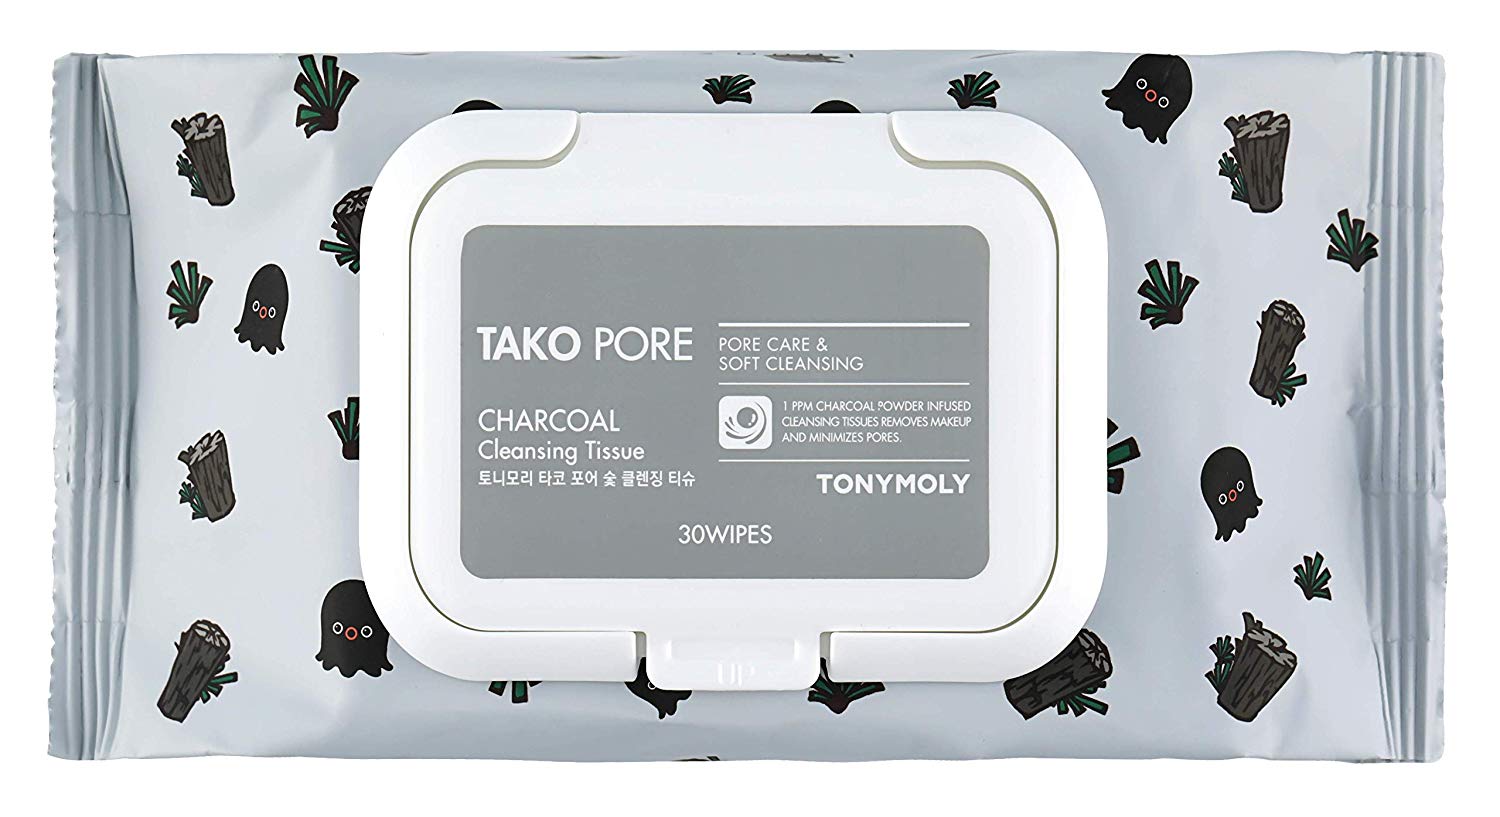 TAKO PORE
CHARCOAL
Cleansing Tissue
토니모리 타코 포어 숯 클렌징 티슈
PORE CARE &
SOFT CLEANSING
1 PPM CHARCOAL POWDER INFUSED
CLEANSING TISSUES REMOVES MAKEUP
AND MINIMIZES PORES.
TONYMOLY
30WIPES
UP